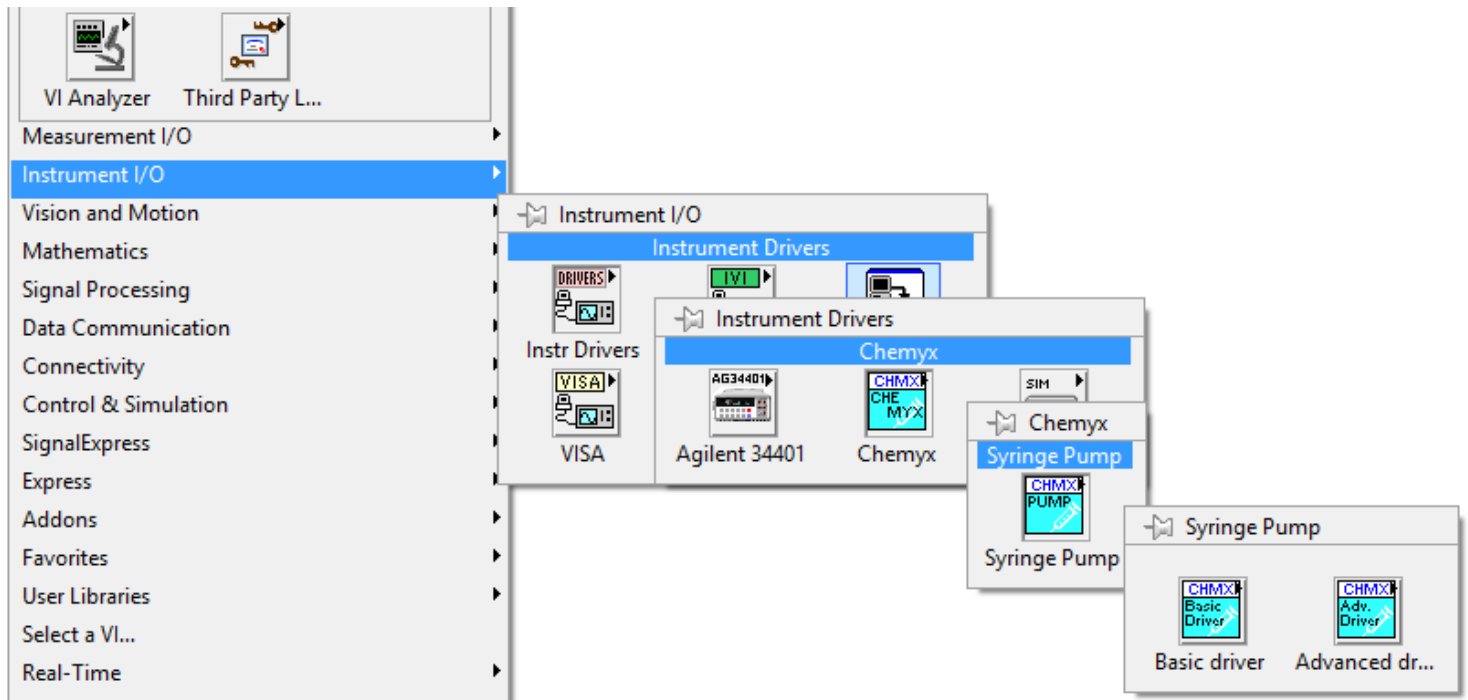 VI Analyzer
Third Party L...
Measurement I/O
Instrument I/O
Vision and Motion
Mathematics
Signal Processing
Data Communication
Connectivity
Control & Simulation
SignalExpress
Express
Addons
Favorites
User Libraries
Select a VI...
Real-Time
Instrument I/O
Instrument Drivers
DRIVERS
IVI
Instr Drivers
VISA
VISA
Instrument Drivers
Chemyx
AG34401
CHMX
CHE
MYX
SIM
Agilent 34401
Chemyx
Chemyx
Syringe Pump
CHMX
PUMP
Syringe Pump
Syringe Pump
CHMX
Basic
Driver
CHMX
Adv.
Driver
Basic driver
Advanced dr...